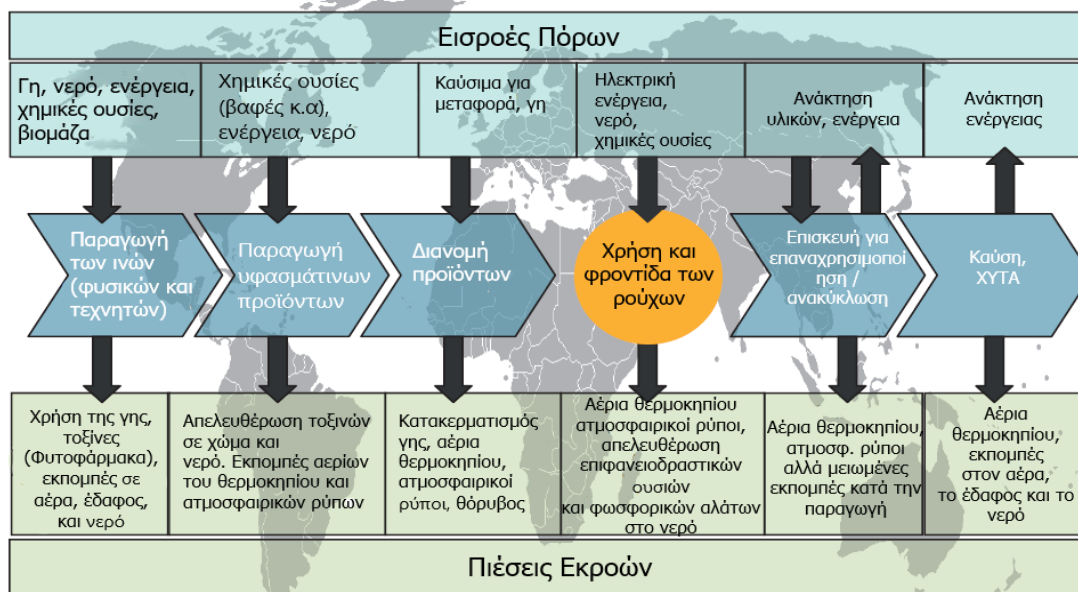 Εισροές Πόρων
Γη, νερό, ενέργεια,
χημικές ουσίες,
βιομάζα
Χημικές ουσίες
(βαφές κ.α),
ενέργεια, νερό
Καύσιμα για
μεταφορά, γη
Ηλεκτρική
ενέργεια,
νερό,
χημικές ουσίες
Ανάκτηση
υλικών, ενέργεια
Ανάκτηση
ενέργειας
Παραγωγή
των ινών
(φυσικών και
τεχνητών)
Παραγωγή
υφασμάτινων
προϊόντων
Διανομή
προϊόντων
Χρήση και
φροντίδα των
ρούχων
Επισκευή για
επαναχρησιμοποί
ηση /
ανακύκλωση
Καύση,
ΧΥΤΑ
Χρήση της γης,
τοξίνες
(Φυτοφάρμακα),
εκπομπές σε
αέρα, έδαφος,
και νερό
Απελευθέρωση τοξινών
σε χώμα και
νερό. Εκπομπές αερίων
του θερμοκηπίου και
ατμοσφαιρικών ρύπων
Κατακερματισμός
γης, αέρια
θερμοκηπίου,
ατμοσφαιρικοί
ρύποι, θόρυβος
Αέρια θερμοκηπίου
ατμοσφαιρικοί ρύποι,
απελευθέρωση
επιφανειοδραστικών
ουσιών
και φωσφορικών αλάτων
στο νερό
Αέρια θερμοκηπίου,
ατμοσφ. ρύποι
αλλά μειωμένες
εκπομπές κατά την
παραγωγή
Αέρια
θερμοκηπίου,
εκπομπές
στον αέρα,
το έδαφος και το
νερό
Πιέσεις Εκροών